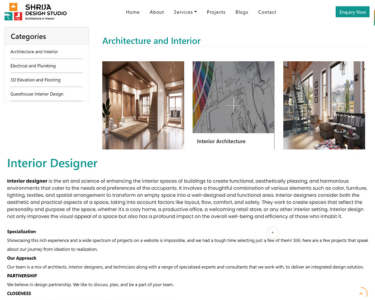 SHRIJA
DESIGN STUDIO
Architecture & Interior
Home About Services Projects Blogs Contact
Enquiry Now
Categories
Architecture and Interior
Electrical and Plumbing
3D Elevation and Flooring
Guesthouse Interior Design
Architecture and Interior
Interior Architecture
Interior Designer
Interior designer is the art and science of enhancing the interior spaces of buildings to create functional, aesthetically pleasing, and harmonious
environments that cater to the needs and preferences of the occupants. It involves a thoughtful combination of various elements such as color, furniture,
lighting, textiles, and spatial arrangement to transform an empty space into a well-designed and functional area. Interior designers consider both the
aesthetic and practical aspects of a space, taking into account factors like layout, flow, comfort, and safety. They work to create spaces that reflect the
personality and purpose of the space, whether it's a cozy home, a productive office, a welcoming retail store, or any other interior setting. Interior design
not only improves the visual appeal of a space but also has a profound impact on the overall well-being and efficiency of those who inhabit it.
Specialization
Showcasing this rich experience and a wide spectrum of projects on a website is impossible, and we had a tough time selecting just a few of them! Still, here are a few projects that speak
about our journey from ideation to realization.
Our Approach
Our team is a mix of architects, interior designers, and technicians along with a range of specialized experts and consultants that we work with, to deliver an integrated design solution.
PARTNERSHIP
We believe in design partnership. We like to discuss, plan, and be a part of your team.
CLOSENESS